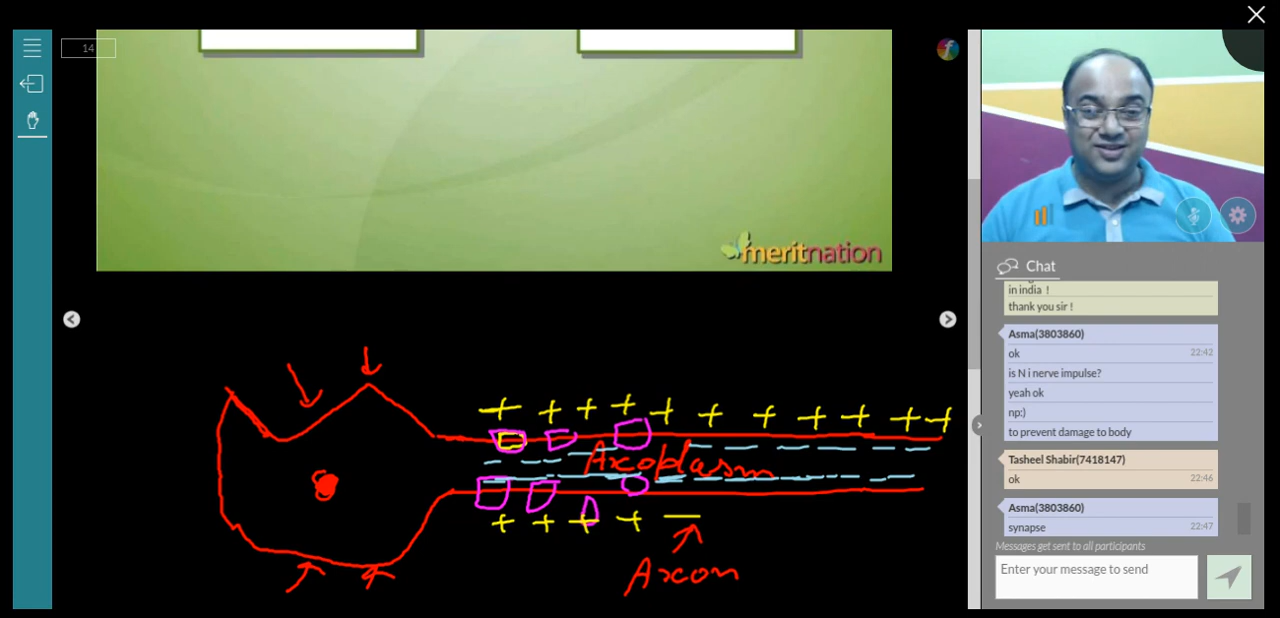 14
meritnation
+ + + + + + + + + + +
Axoplasm
+ + + + −
Axon
Chat
in india !
thank you sir !
Asma(3803860)
ok 22:42
is N i nerve impulse?
yeah ok
np:)
to prevent damage to body
Tasheel Shabir(7418147)
ok 22:46
Asma(3803860)
synapse 22:47
Messages get sent to all participants
Enter your message to send